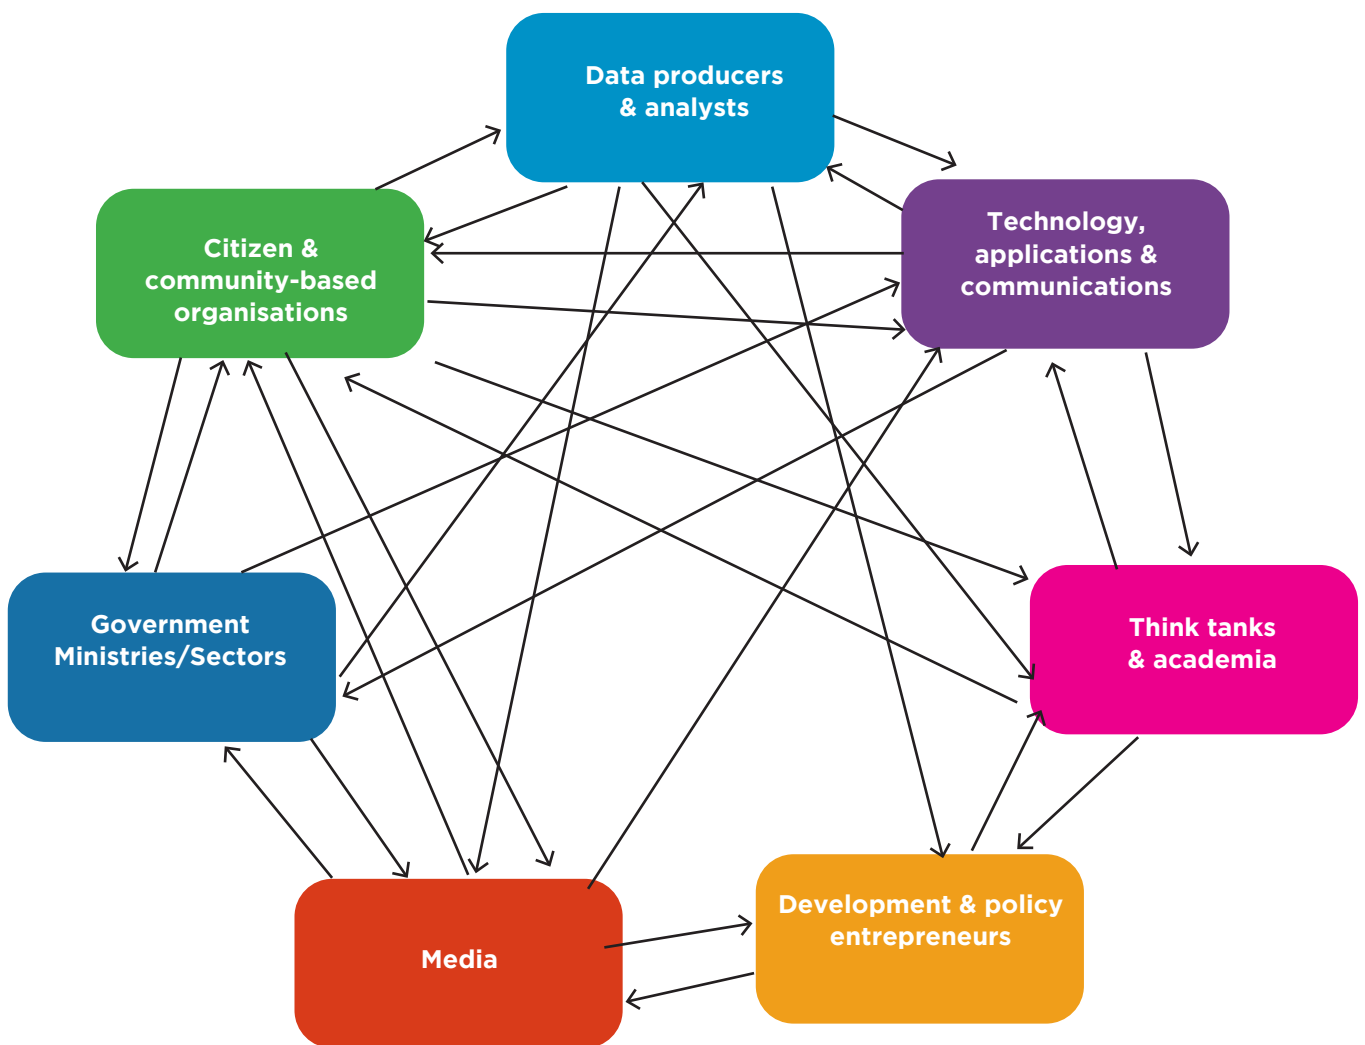 Data producers
& analysts
Technology,
applications &
communications
Citizen &
community-based
organisations
Government
Ministries/Sectors
Think tanks
& academia
Development & policy
entrepreneurs
Media